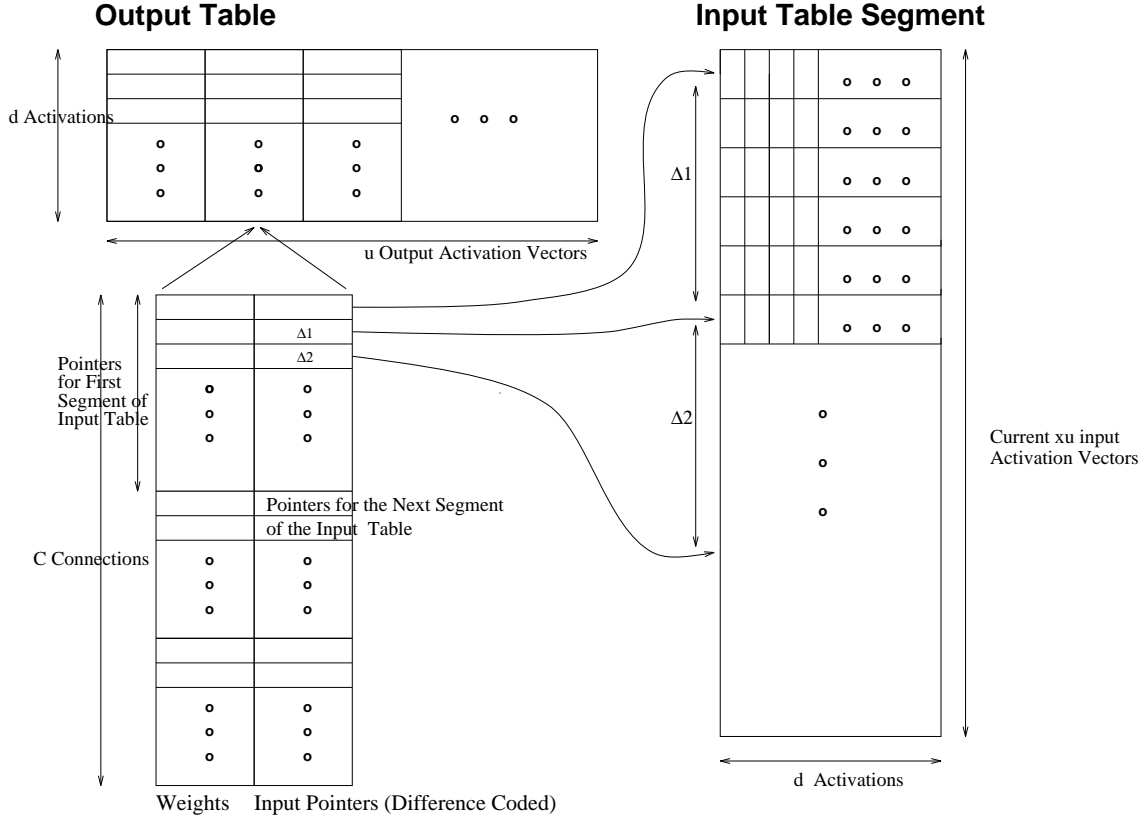 Output Table
Input Table Segment
d Activations
o o o
o o o
o o o
o o o
o o o
o o o
o o o
o o o
o o o
o o o
Δ1
u Output Activation Vectors
Δ1
Δ2
Pointers
for First
Segment of
Input Table
o o
o o
o o
Δ2
o
o
o
Current xu input
Activation Vectors
Pointers for the Next Segment
of the Input Table
C Connections
o o
o o
o o
o o
o o
o o
d Activations
Weights
Input Pointers (Difference Coded)